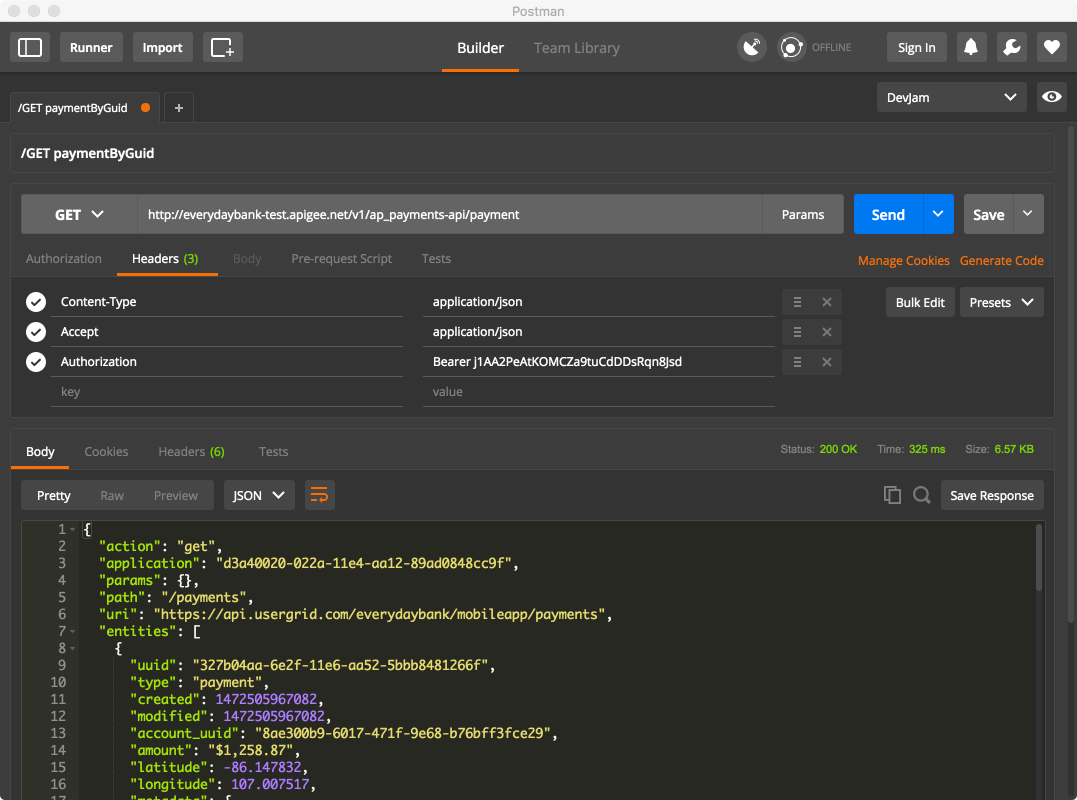 Postman
Runner Import Builder Team Library OFFLINE Sign In
/GET paymentByGuid + DevJam
/GET paymentByGuid
GET http://everydaybank-test.apigee.net/v1/ap_payments-api/payment Params Send Save
Authorization Headers (3) Body Pre-request Script Tests Manage Cookies Generate Code
Content-Type application/json Bulk Edit Presets
Accept application/json
Authorization Bearer j1AA2PeAtKOMCZa9tuCdDDsRqn8Jsd
key value
Body Cookies Headers (6) Tests Status: 200 OK Time: 325 ms Size: 6.57 KB
Pretty Raw Preview JSON Save Response
1 {
2 "action": "get",
3 "application": "d3a40020-022a-11e4-aa12-89ad0848cc9f",
4 "params": {},
5 "path": "/payments",
6 "uri": "https://api.usergrid.com/everydaybank/mobileapp/payments",
7 "entities": [
8 {
9 "uuid": "327b04aa-6e2f-11e6-aa52-5bbb8481266f",
10 "type": "payment",
11 "created": 1472505967082,
12 "modified": 1472505967082,
13 "account_uuid": "8ae300b9-6017-471f-9e68-b76bff3fce29",
14 "amount": "$1,258.87",
15 "latitude": -86.147832,
16 "longitude": 107.007517,
17 "metadata": {